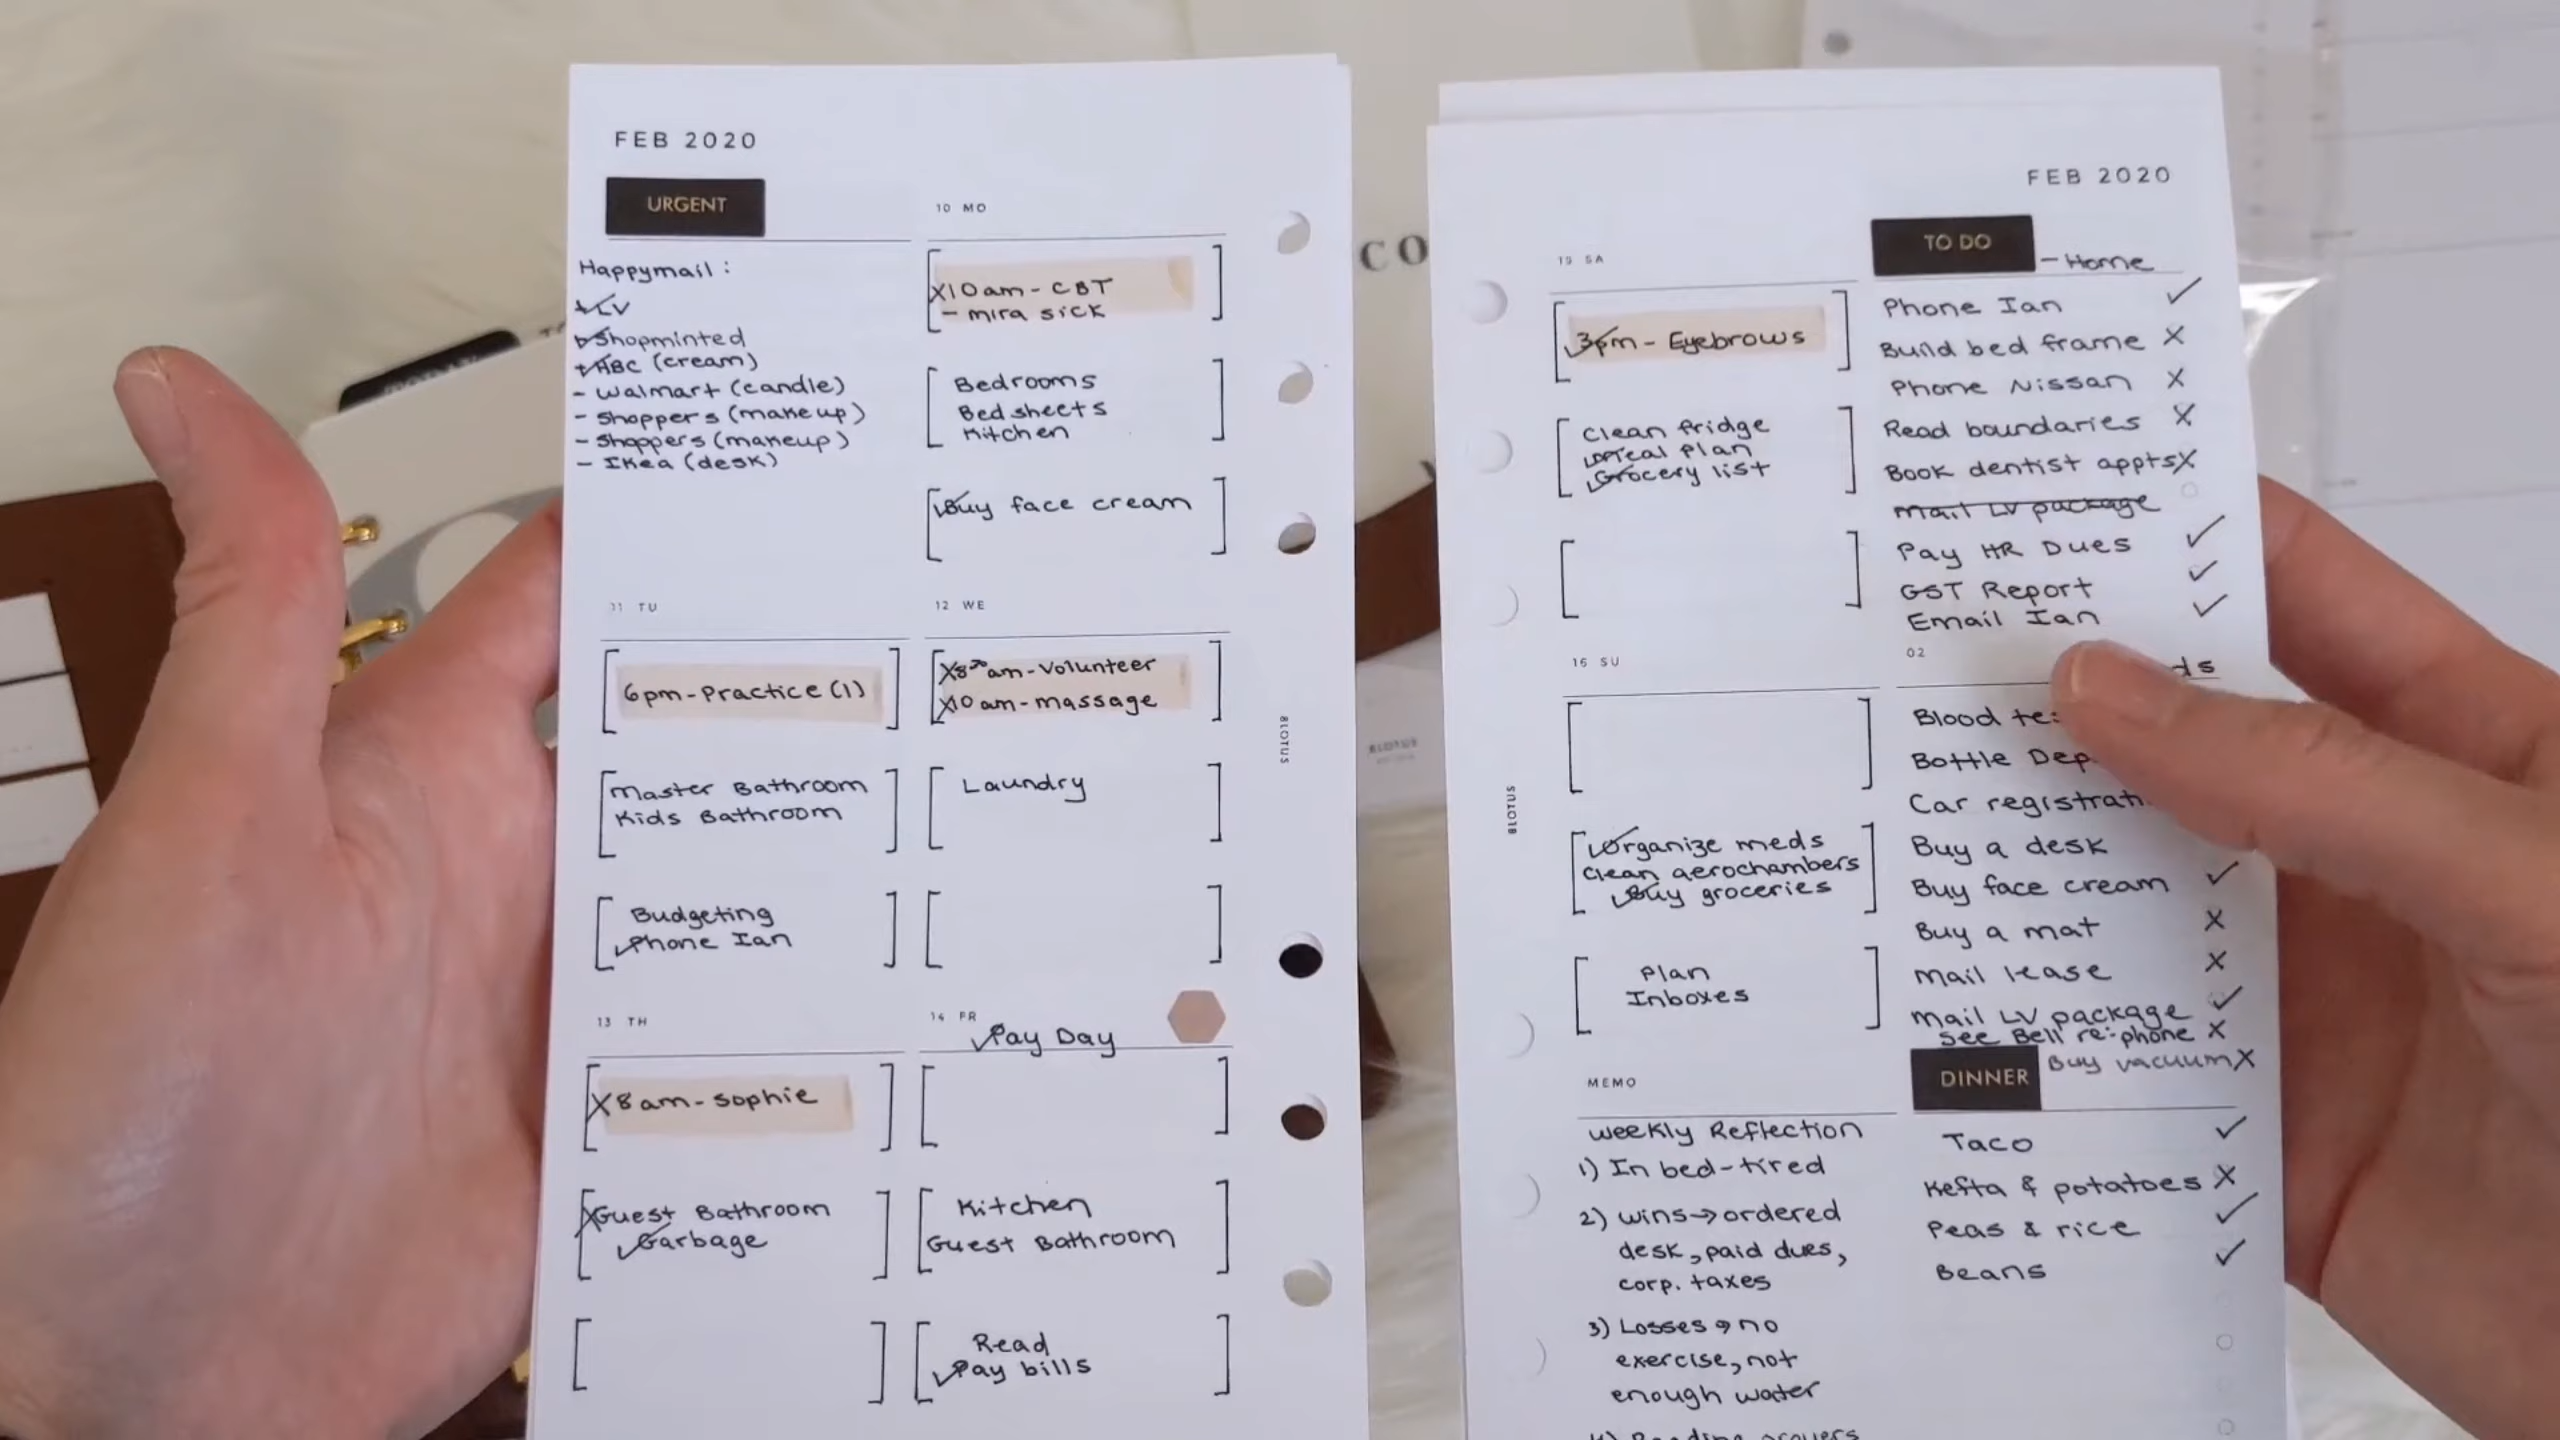 FEB 2020
URGENT
Happymail :
- LV
- Shopminted
- ABC (cream)
- Walmart (candle)
- Shoppers (makeup)
- Shoppers (makeup)
- Ikea (desk)
10 MO
10am - CBT
- mira sick
Bedrooms
Bed sheets
Kitchen
Buy face cream
11 TU
6pm - Practice (1)
Master Bathroom
Kids Bathroom
Budgeting
Phone Ian
12 WE
8³⁰am - Volunteer
10am - massage
Laundry
BLOTUS
13 TH
8am - Sophie
Guest Bathroom
Garbage
14 FR
Pay Day
Kitchen
Guest Bathroom
Read
Pay bills
CO
BLOTUS
FEB 2020
15 SA
3pm - Eyebrows
Clean fridge
Meal plan
Grocery list
TO DO
- Home
Phone Ian
Build bed frame
Phone Nissan
Read boundaries
Book dentist appts
Mail LV package
Pay HR Dues
GST Report
Email Ian
16 SU
Organize meds
Clean aerochambers
Buy groceries
Plan
Inboxes
BLOTUS
02
ds
Blood te
Bottle Dep
Car registrati
Buy a desk
Buy face cream
Buy a mat
Mail lease
Mail LV package
See Bell re: phone
Buy vacuum
MEMO
Weekly Reflection
1) In bed - tired
2) wins → ordered
desk, paid dues,
corp. taxes
3) Losses → no
exercise, not
enough water
DINNER
Taco
Kefta & potatoes
Peas & rice
Beans